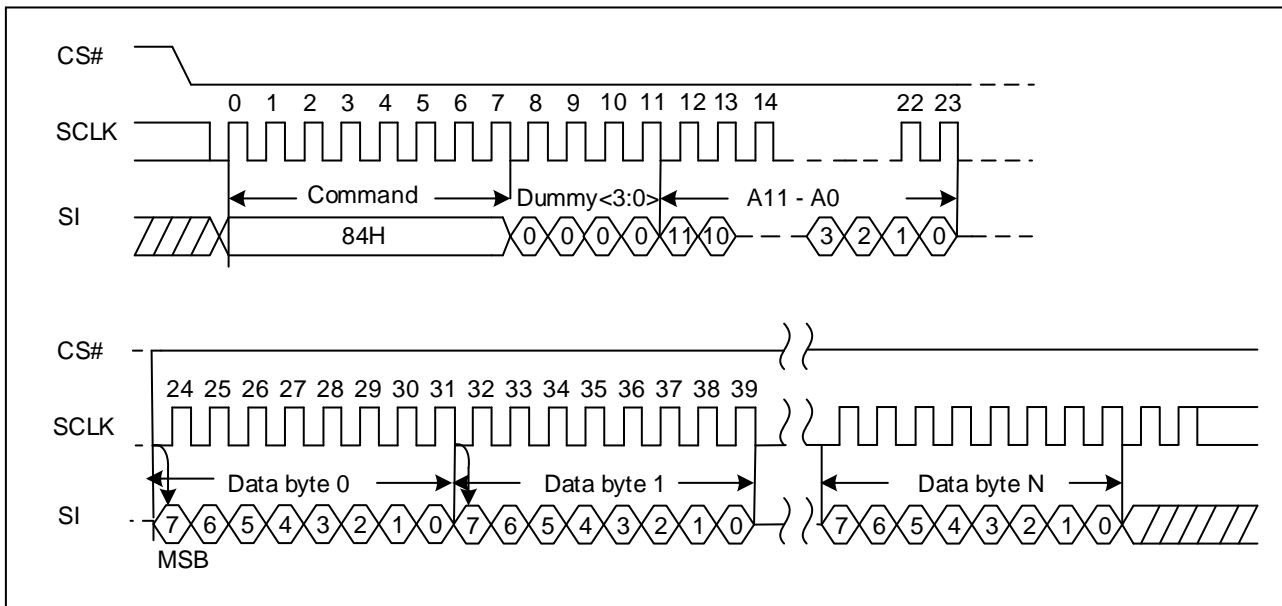 CS#
0 1 2 3 4 5 6 7 8 9 10 11 12 13 14 22 23
SCLK
Command Dummy<3:0> A11 - A0
SI
84H 0 0 0 0 11 10 3 2 1 0
CS#
24 25 26 27 28 29 30 31 32 33 34 35 36 37 38 39
SCLK
Data byte 0 Data byte 1 Data byte N
SI
7 6 5 4 3 2 1 0 7 6 5 4 3 2 1 0 7 6 5 4 3 2 1 0
MSB